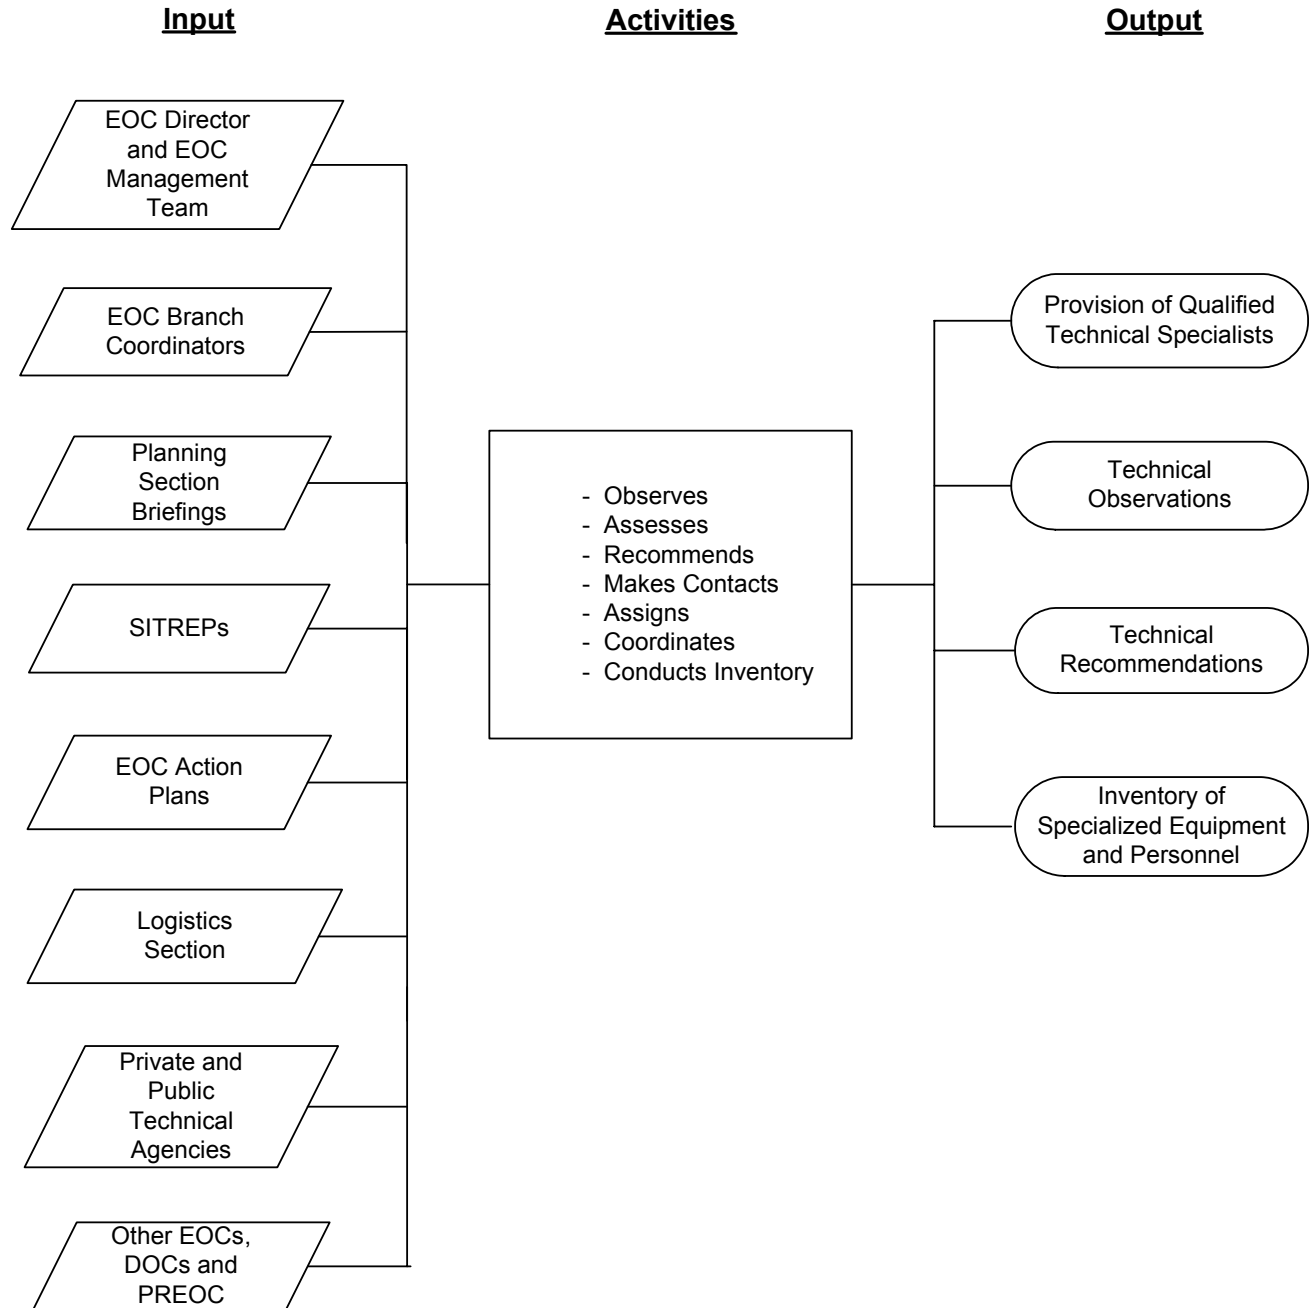 Input
Activities
Output
EOC Director
and EOC
Management
Team
EOC Branch
Coordinators
Planning
Section
Briefings
SITREPs
EOC Action
Plans
Logistics
Section
Private and
Public
Technical
Agencies
Other EOCs,
DOCs and
PREOC
- Observes
- Assesses
- Recommends
- Makes Contacts
- Assigns
- Coordinates
- Conducts Inventory
Provision of Qualified
Technical Specialists
Technical
Observations
Technical
Recommendations
Inventory of
Specialized Equipment
and Personnel